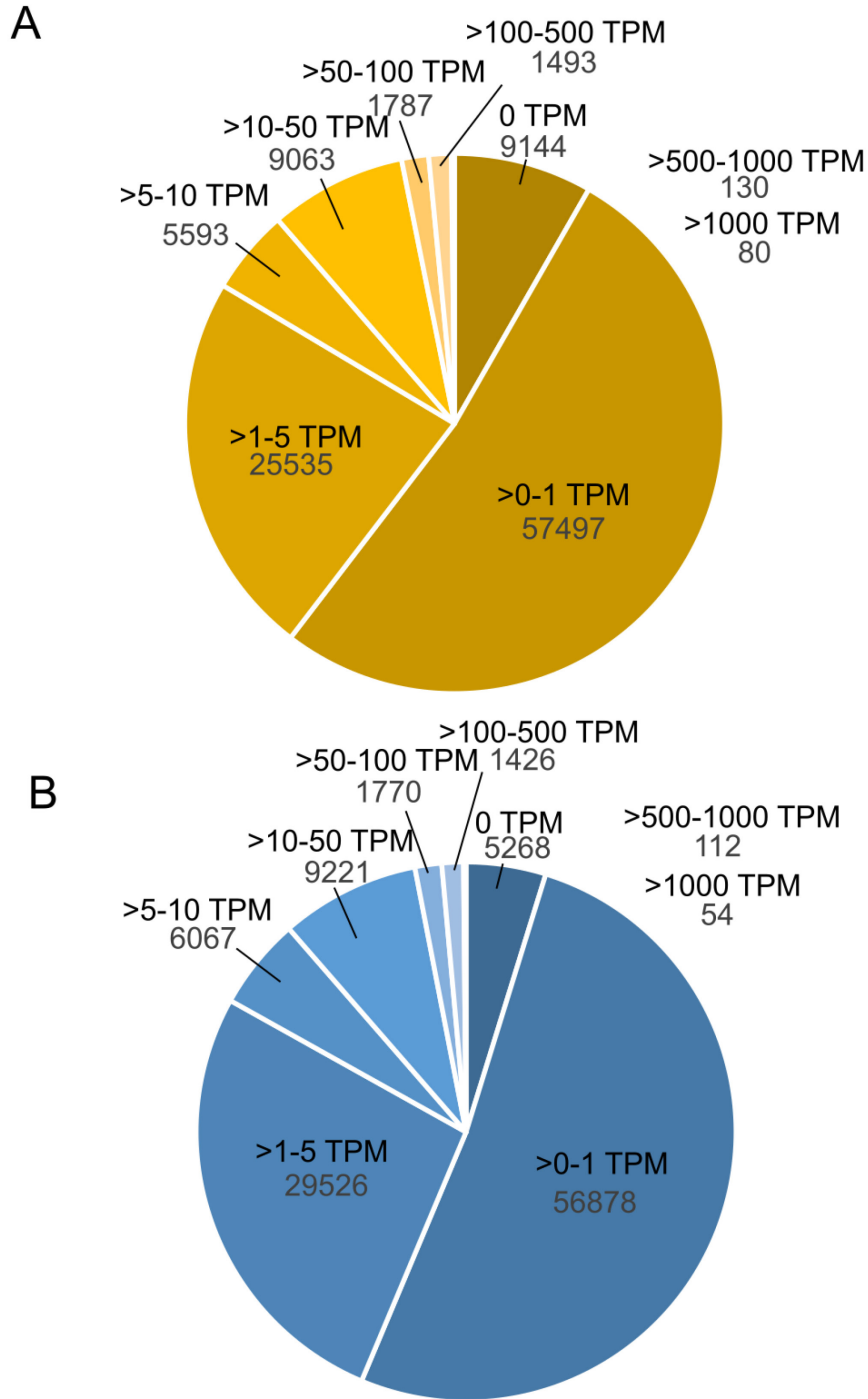 A
>100-500 TPM
1493
>50-100 TPM
1787
0 TPM
9144
>10-50 TPM
9063
>500-1000 TPM
130
>5-10 TPM
5593
>1000 TPM
80
>1-5 TPM
25535
>0-1 TPM
57497
B
>100-500 TPM
1426
>50-100 TPM
1770
0 TPM
5268
>500-1000 TPM
112
>10-50 TPM
9221
>1000 TPM
54
>5-10 TPM
6067
>1-5 TPM
29526
>0-1 TPM
56878